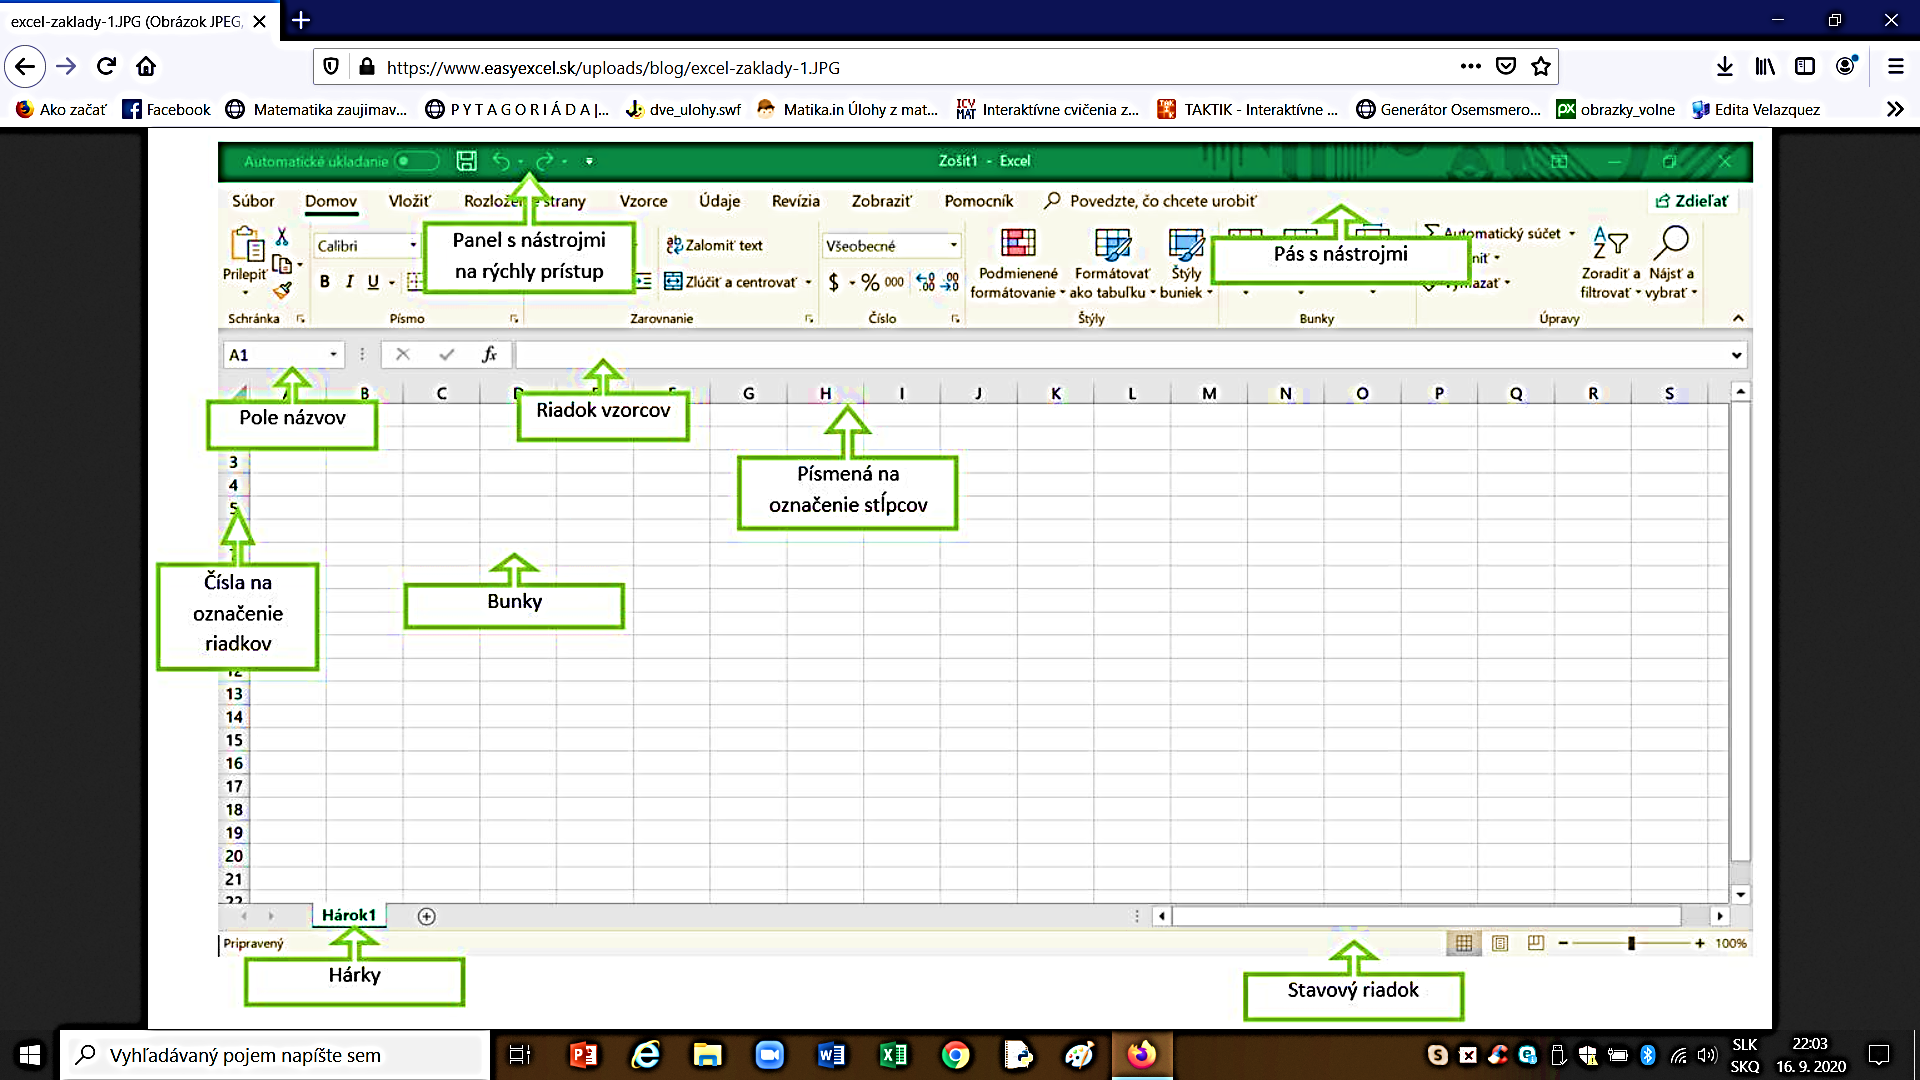 excel-zaklady-1.JPG (Obrázok JPEG,
https://www.easyexcel.sk/uploads/blog/excel-zaklady-1.JPG
Ako začať Facebook Matematika zaujimav... P Y T A G O R I Á D A |... dve_ulohy.swf Matika.in Úlohy z mat... Interaktívne cvičenia z... TAKTIK - Interaktívne ... Generátor Osemsmero... obrazky_volne Edita Velazquez
Automatické ukladanie Zošit1 - Excel
Súbor Domov Vložiť strany Vzorce Údaje Revízia Zobraziť Pomocník Povedzte, čo chcete urobiť Zdieľať
Panel s nástrojmi
na rýchly prístup
Pás s nástrojmi
Calibri Zalomiť text Všeobecné Automatický súčet
Prilepiť Podmienené Formátovať Štýly Zoradiť a Nájsť a
B I U Zlúčiť a centrovať $ % 000 formátovanie ako tabuľku buniek filtrovať vybrať
Schránka Písmo Zarovnanie Číslo Štýly Bunky Úpravy
A1 fx
B C G H I J K L M N O P Q R S
Pole názvov
Riadok vzorcov
3
4
5
Písmená na
označenie stĺpcov
Čísla na
označenie
riadkov
Bunky
12
13
14
15
16
17
18
19
20
21
22
Hárok1
Pripravený 100%
Hárky
Stavový riadok
Vyhľadávaný pojem napíšte sem
SLK 22:03
SKQ 16. 9. 2020